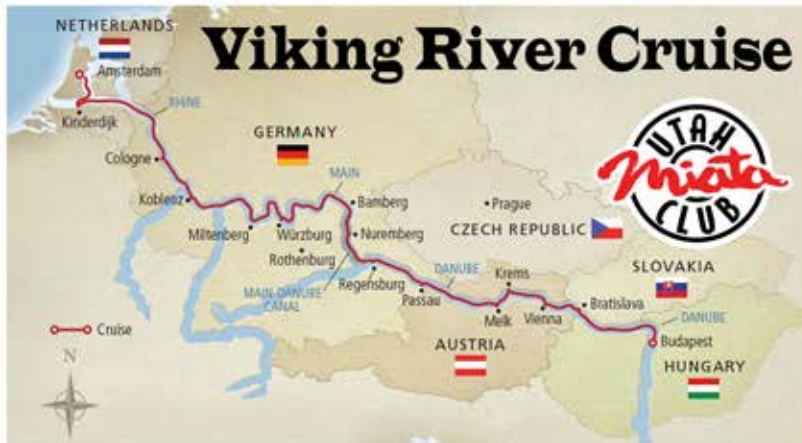 Viking River Cruise
NETHERLANDS
Amsterdam
Kinderdijk
RHINE
Cologne
GERMANY
Koblenz
MAIN
Bamberg
Miltenberg
Würzburg
Nuremberg
Rothenburg
MAIN-DANUBE
CANAL
Regensburg
Prague
CZECH REPUBLIC
UTAH
Miata
CLUB
SLOVAKIA
DANUBE
Passau
Krems
Melk
Vienna
Bratislava
DANUBE
Budapest
AUSTRIA
HUNGARY
Cruise
N